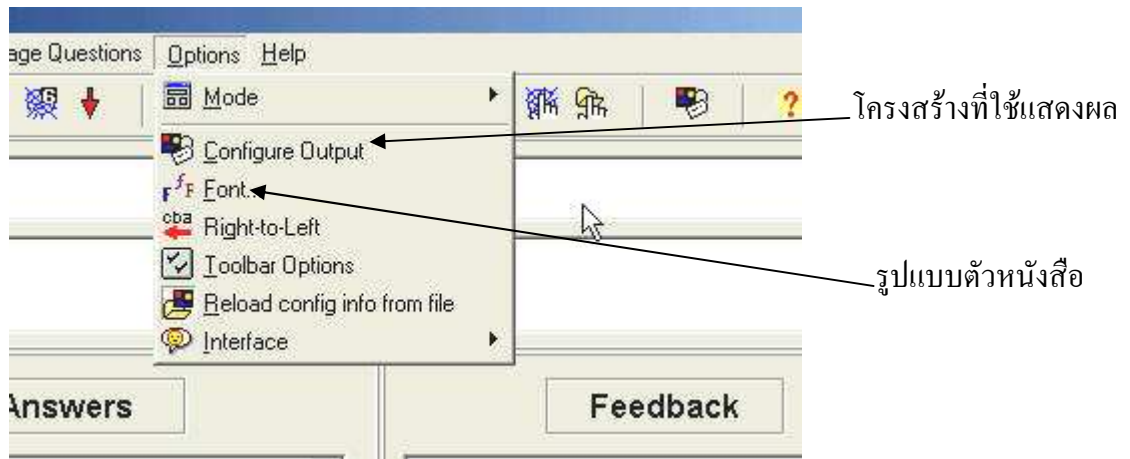 age Questions Options Help
Mode
Configure Output
Font..
Right-to-Left
Toolbar Options
Reload config info from file
Interface
โครงสร้างที่ใช้แสดงผล
รูปแบบตัวหนังสือ
Answers Feedback